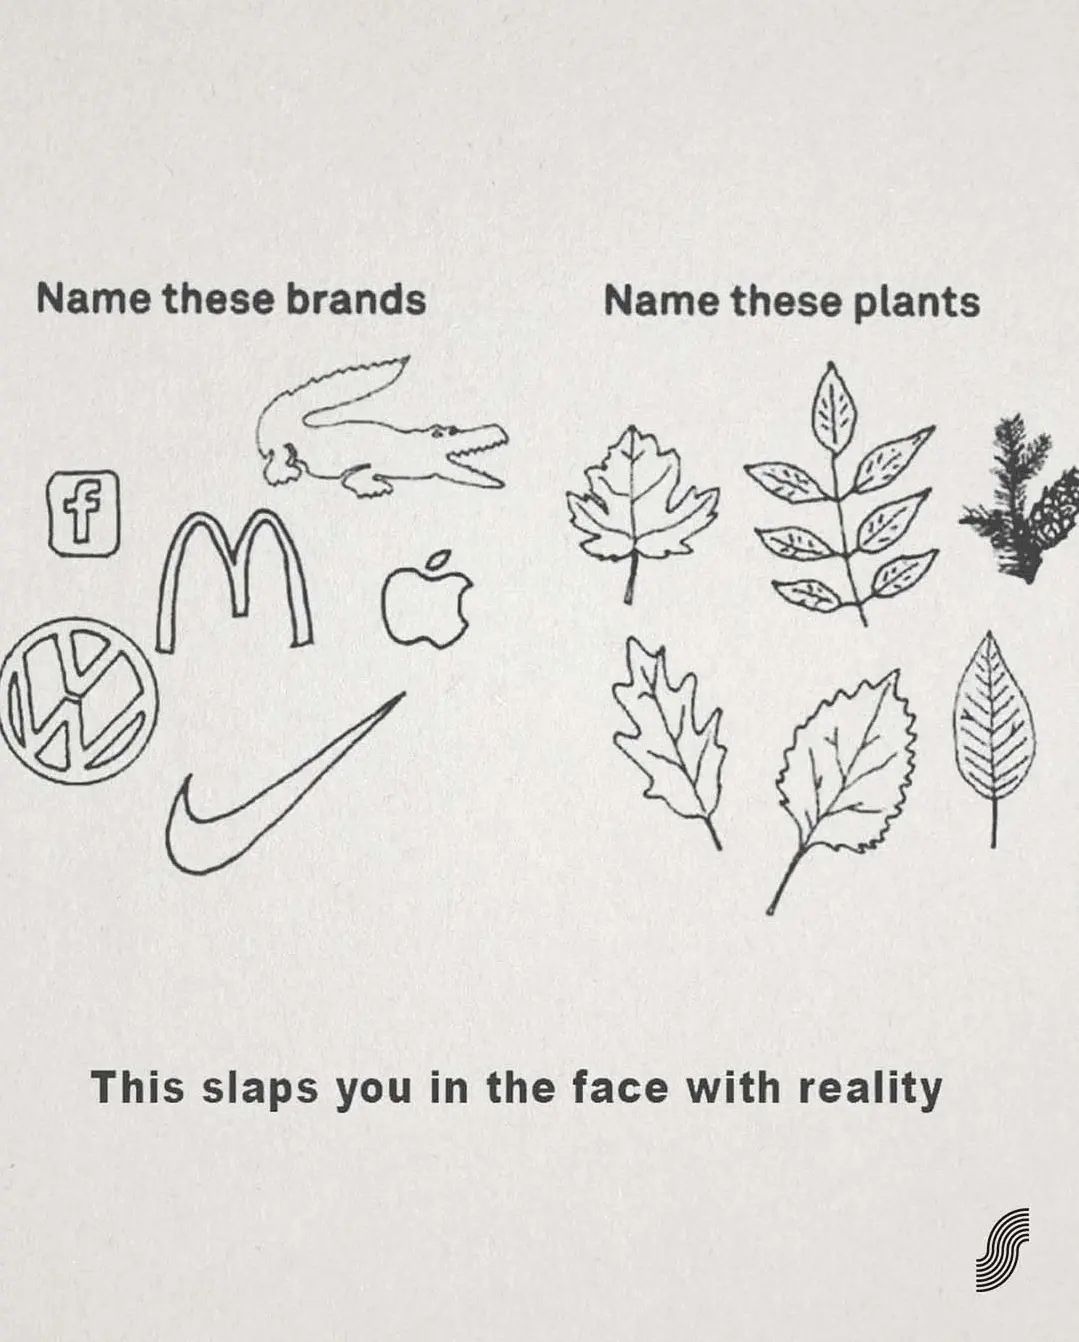 Name these brands
Name these plants
f
This slaps you in the face with reality